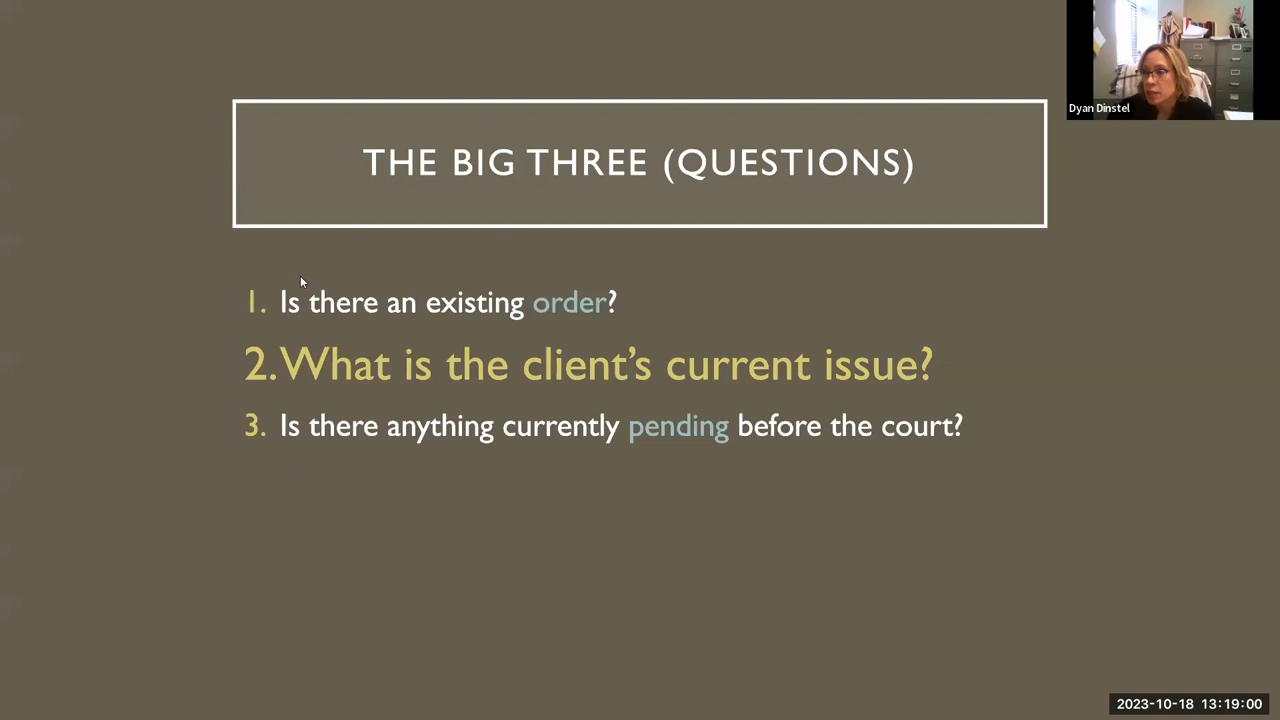 Dyan Dinstel
THE BIG THREE (QUESTIONS)
1. Is there an existing order?
2. What is the client’s current issue?
3. Is there anything currently pending before the court?
2023-10-18 13:19:00